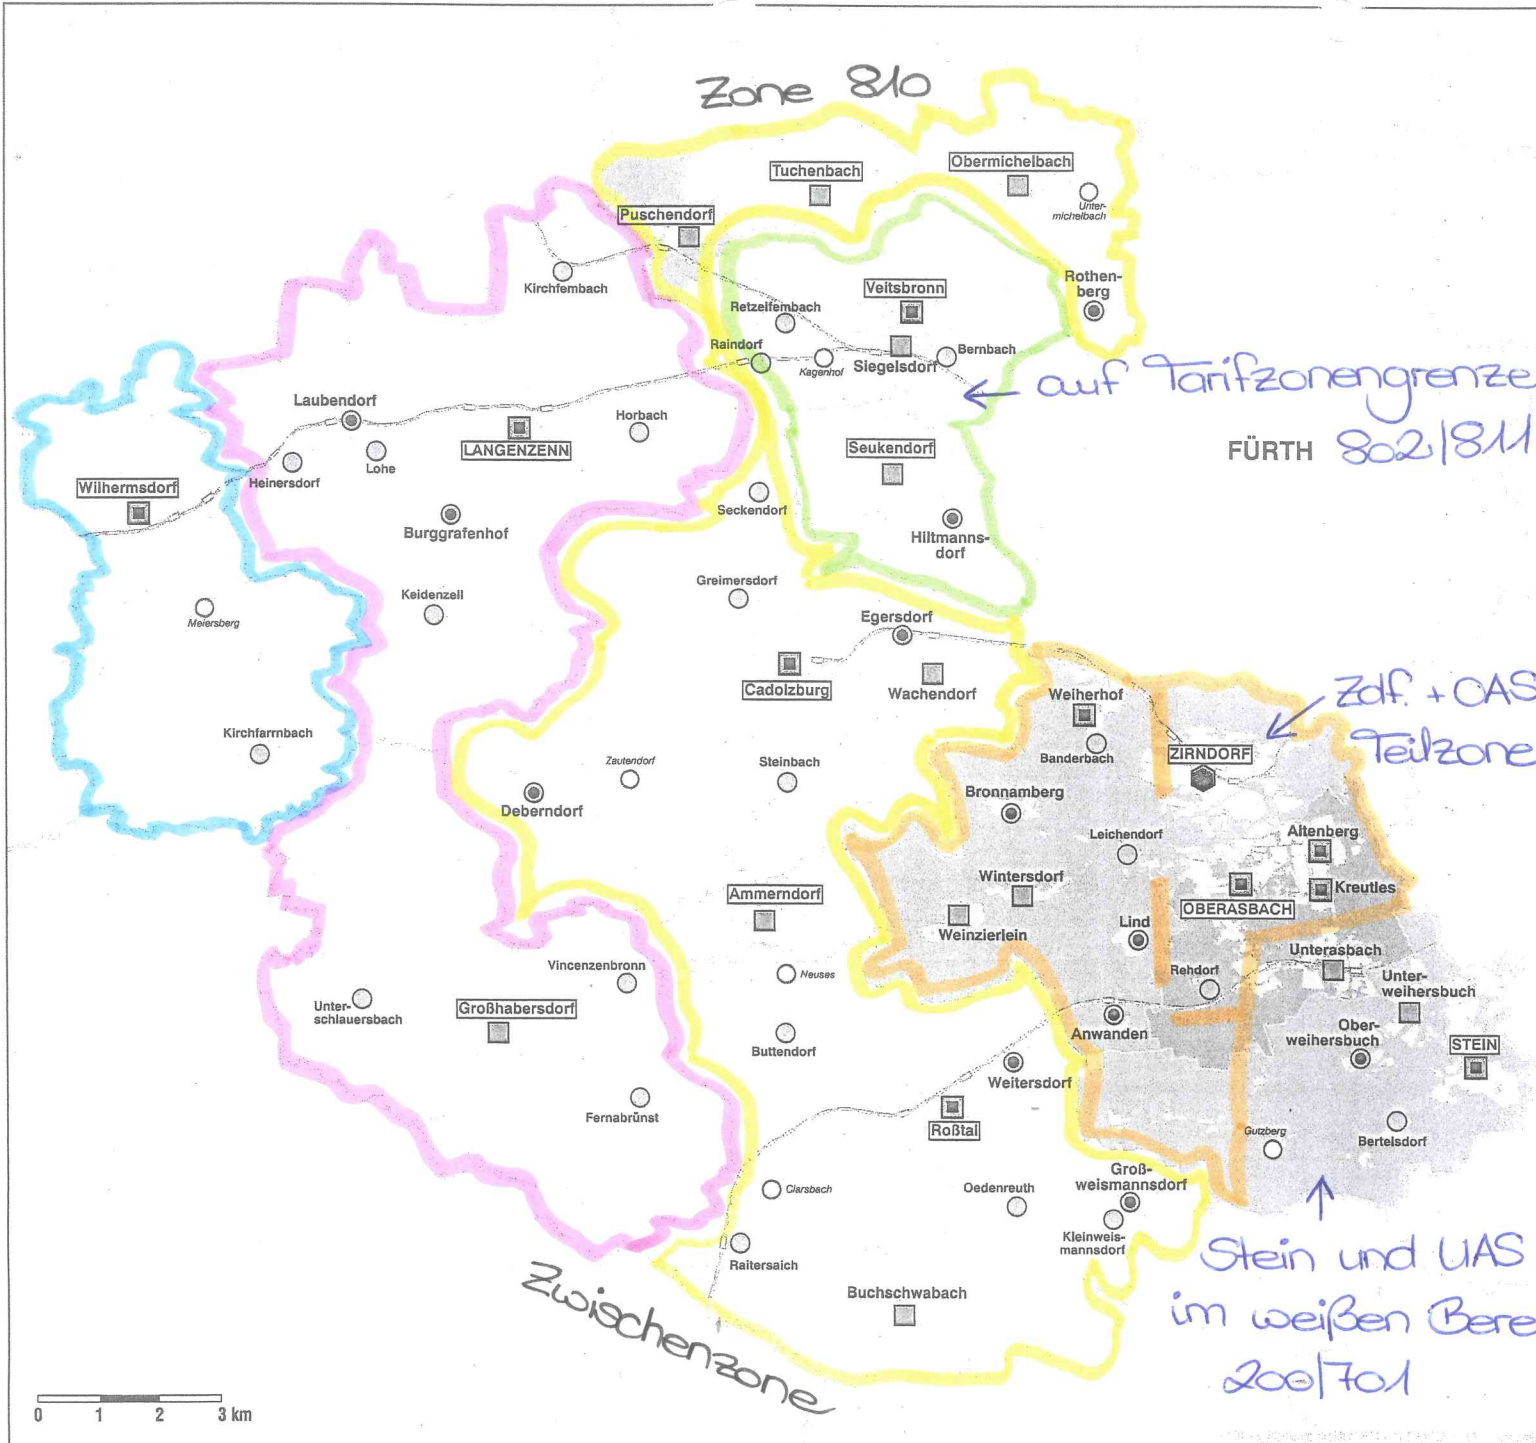 Zone 810
Tuchenbach
Obermichelbach
Unter-
michelbach
Puschendorf
Kirchfembach
Rothen-
berg
Veitsbronn
Retzelfembach
Raindorf
Kagenhof
Siegelsdorf
Bernbach
auf Tarifzonengrenze
802/811
FÜRTH
Laubendorf
Horbach
LANGENZENN
Lohe
Heinersdorf
Seukendorf
Wilhermsdorf
Seckendorf
Burggrafenhof
Hiltmanns-
dorf
Greimersdorf
Keidenzell
Meiersberg
Egersdorf
Cadolzburg
Wachendorf
Weiherhof
Zdf. + OAS
Teilzone
Kirchfarrnbach
Banderbach
ZIRNDORF
Zautendorf
Steinbach
Deberndorf
Bronnamberg
Leichendorf
Altenberg
Wintersdorf
Kreutles
Ammerndorf
OBERASBACH
Weinzierlein
Lind
Unterasbach
Vincenzenbronn
Neuses
Rehdorf
Unter-
weihersbuch
Unter-
schlauersbach
Großhabersdorf
Anwanden
Ober-
weihersbuch
STEIN
Buttendorf
Weitersdorf
Fernabrünst
Roßtal
Gutzberg
Bertelsdorf
Clarsbach
Oedenreuth
Groß-
weismannsdorf
Kleinweis-
mannsdorf
Raitersaich
Stein und UAS
im weißen Bere
200/701
Buchschwabach
Zwischenzone
0 1 2 3 km